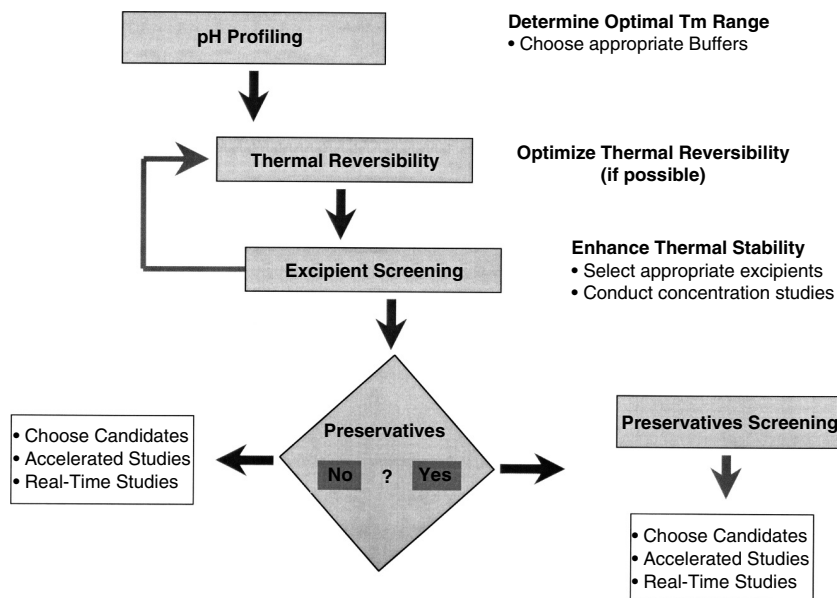 pH Profiling
Determine Optimal Tm Range
• Choose appropriate Buffers
Thermal Reversibility
Optimize Thermal Reversibility
(if possible)
Excipient Screening
Enhance Thermal Stability
• Select appropriate excipients
• Conduct concentration studies
Preservatives
No ? Yes
• Choose Candidates
• Accelerated Studies
• Real-Time Studies
Preservatives Screening
• Choose Candidates
• Accelerated Studies
• Real-Time Studies